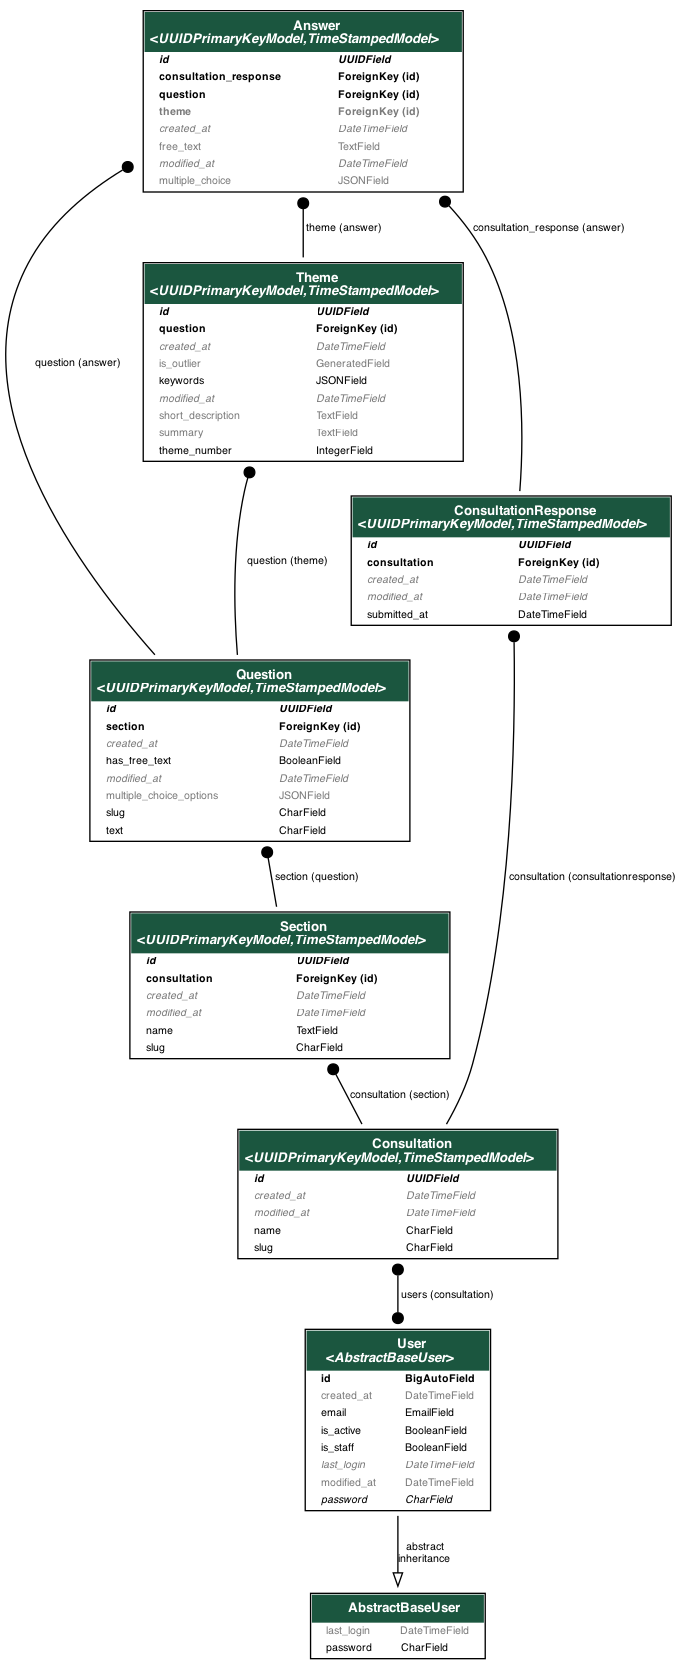 Answer
<UUIDPrimaryKeyModel,TimeStampedModel>
id UUIDField
consultation_response ForeignKey (id)
question ForeignKey (id)
theme ForeignKey (id)
created_at DateTimeField
free_text TextField
modified_at DateTimeField
multiple_choice JSONField
theme (answer)
consultation_response (answer)
question (answer)
Theme
<UUIDPrimaryKeyModel,TimeStampedModel>
id UUIDField
question ForeignKey (id)
created_at DateTimeField
is_outlier GeneratedField
keywords JSONField
modified_at DateTimeField
short_description TextField
summary TextField
theme_number IntegerField
ConsultationResponse
<UUIDPrimaryKeyModel,TimeStampedModel>
id UUIDField
consultation ForeignKey (id)
created_at DateTimeField
modified_at DateTimeField
submitted_at DateTimeField
question (theme)
Question
<UUIDPrimaryKeyModel,TimeStampedModel>
id UUIDField
section ForeignKey (id)
created_at DateTimeField
has_free_text BooleanField
modified_at DateTimeField
multiple_choice_options JSONField
slug CharField
text CharField
section (question)
consultation (consultationresponse)
Section
<UUIDPrimaryKeyModel,TimeStampedModel>
id UUIDField
consultation ForeignKey (id)
created_at DateTimeField
modified_at DateTimeField
name TextField
slug CharField
consultation (section)
Consultation
<UUIDPrimaryKeyModel,TimeStampedModel>
id UUIDField
created_at DateTimeField
modified_at DateTimeField
name CharField
slug CharField
users (consultation)
User
<AbstractBaseUser>
id BigAutoField
created_at DateTimeField
email EmailField
is_active BooleanField
is_staff BooleanField
last_login DateTimeField
modified_at DateTimeField
password CharField
abstract
inheritance
AbstractBaseUser
last_login DateTimeField
password CharField